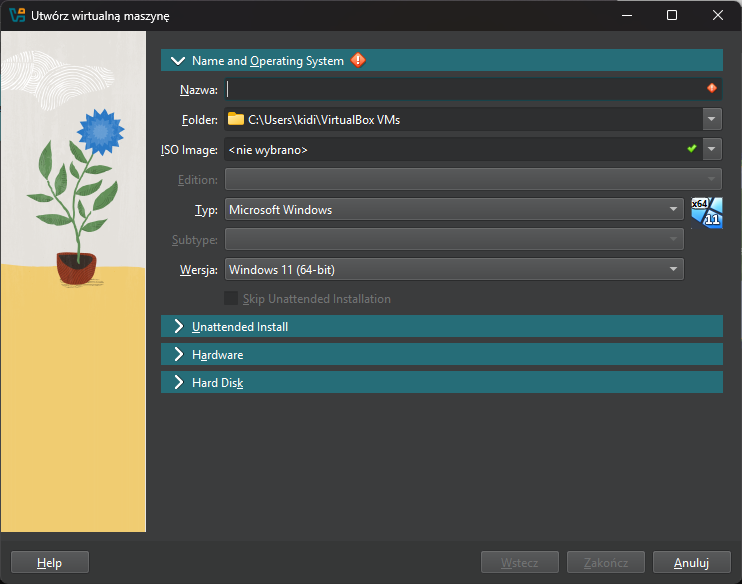 Utwórz wirtualną maszynę
Name and Operating System
Nazwa:
Folder: C:\Users\kidi\VirtualBox VMs
ISO Image: <nie wybrano>
Edition:
Typ: Microsoft Windows
x64
11
Subtype:
Wersja: Windows 11 (64-bit)
Skip Unattended Installation
Unattended Install
Hardware
Hard Disk
Help Wstecz Zakończ Anuluj